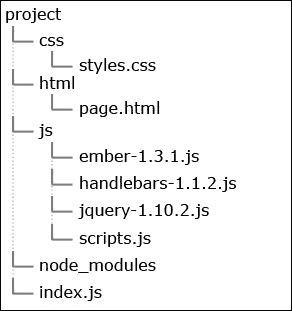 project
css
styles.css
html
page.html
js
ember-1.3.1.js
handlebars-1.1.2.js
jquery-1.10.2.js
scripts.js
node_modules
index.js